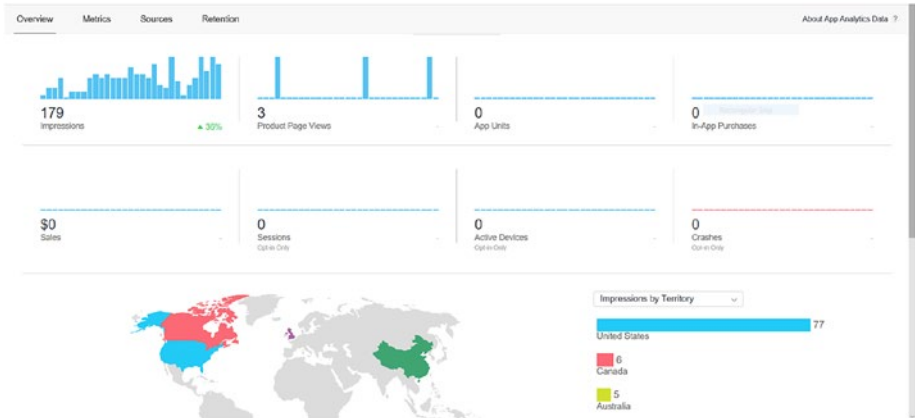 Overview Metrics Sources Retention About App Analytics Data ?
179 3 0 0
Impressions 36% Product Page Views App Units In-App Purchases
$0 0 0 0
Sales Sessions Active Devices Crashes
Opt-in Only Opt-in Only Opt-in Only
Impressions by Territory
77
United States
6
Canada
5
Australia